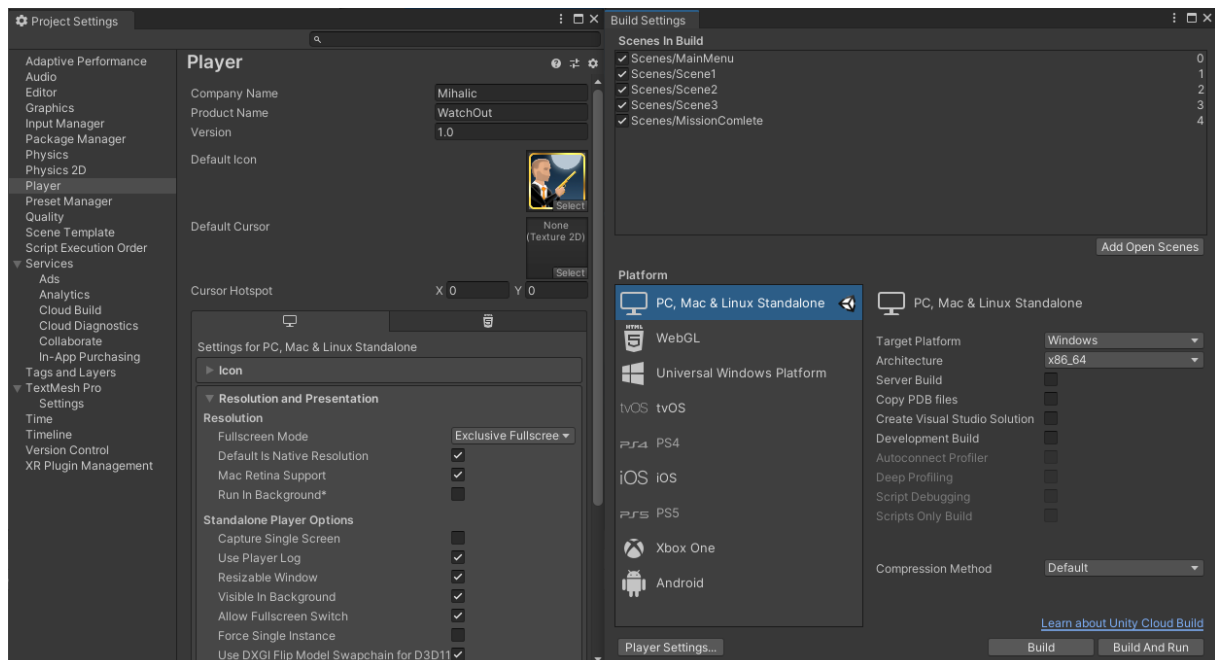 Project Settings
Adaptive Performance
Audio
Editor
Graphics
Input Manager
Package Manager
Physics
Physics 2D
Player
Preset Manager
Quality
Scene Template
Script Execution Order
Services
Ads
Analytics
Cloud Build
Cloud Diagnostics
Collaborate
In-App Purchasing
Tags and Layers
TextMesh Pro
Settings
Time
Timeline
Version Control
XR Plugin Management
Player
Company Name Mihalic
Product Name WatchOut
Version 1.0
Default Icon
Select
Default Cursor None
(Texture 2D)
Select
Cursor Hotspot X 0 Y 0
Settings for PC, Mac & Linux Standalone
Icon
Resolution and Presentation
Resolution
Fullscreen Mode Exclusive Fullscree
Default Is Native Resolution
Mac Retina Support
Run In Background*
Standalone Player Options
Capture Single Screen
Use Player Log
Resizable Window
Visible In Background
Allow Fullscreen Switch
Force Single Instance
Use DXGI Flip Model Swapchain for D3D11
Build Settings
Scenes In Build
Scenes/MainMenu 0
Scenes/Scene1 1
Scenes/Scene2 2
Scenes/Scene3 3
Scenes/MissionComlete 4
Add Open Scenes
Platform
PC, Mac & Linux Standalone
HTML 5 WebGL
Universal Windows Platform
tvOS tvOS
PS4 PS4
iOS iOS
PS5 PS5
Xbox One
Android
Player Settings...
PC, Mac & Linux Standalone
Target Platform Windows
Architecture x86_64
Server Build
Copy PDB files
Create Visual Studio Solution
Development Build
Autoconnect Profiler
Deep Profiling
Script Debugging
Scripts Only Build
Compression Method Default
Learn about Unity Cloud Build
Build Build And Run